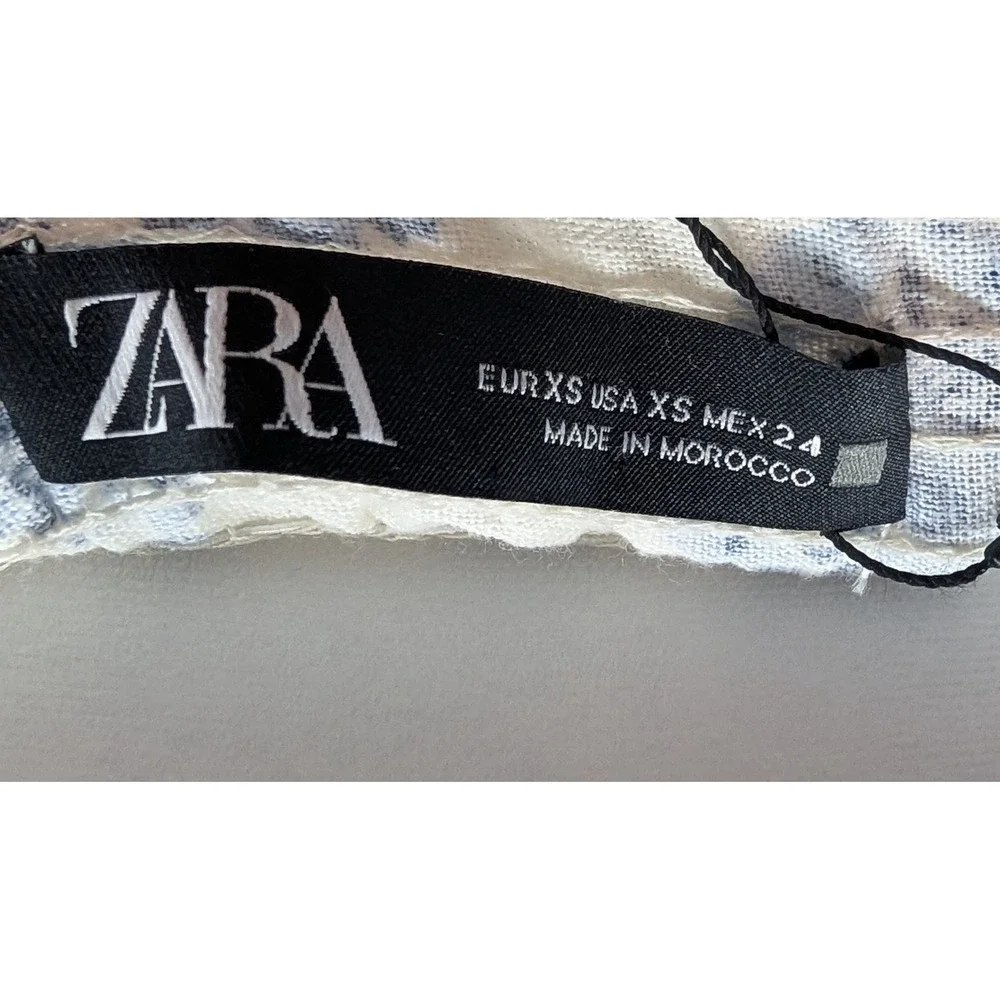 ZARA
EUR XS USA XS MEX 24
MADE IN MOROCCO